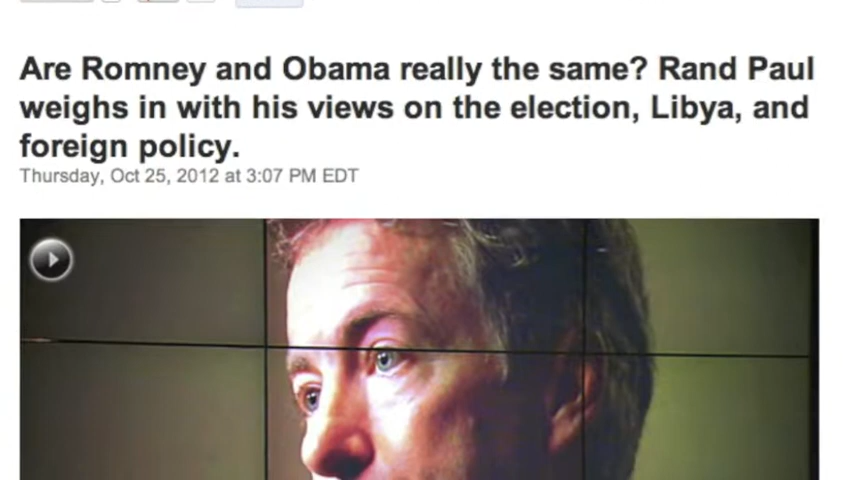 Are Romney and Obama really the same? Rand Paul
weighs in with his views on the election, Libya, and
foreign policy.
Thursday, Oct 25, 2012 at 3:07 PM EDT